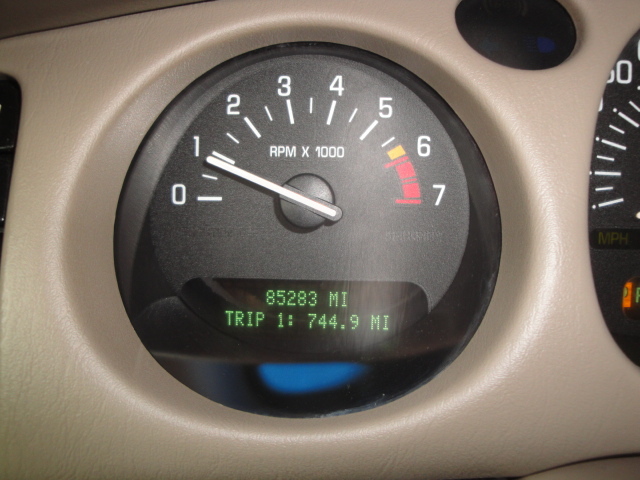 0 1 2 3 4 5 6 7
RPM X 1000
85283 MI
TRIP 1: 744.9 MI
MPH